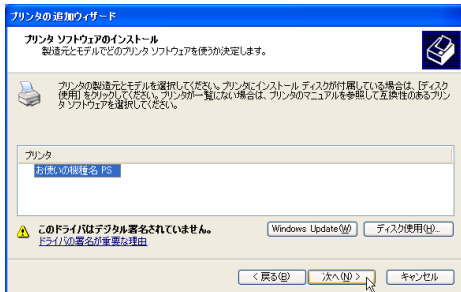 プリンタの追加ウィザード
プリンタ ソフトウェアのインストール
製造元とモデルでどのプリンタ ソフトウェアを使うか決定します。
プリンタの製造元とモデルを選択してください。プリンタにインストール ディスクが付属している場合は、[ディスク
使用] をクリックしてください。プリンタが一覧にない場合は、プリンタのマニュアルを参照して互換性のあるプリン
タ ソフトウェアを選択してください。
プリンタ
お使いの機種名 PS
このドライバはデジタル署名されていません。
Windows Update(W)
ディスク使用(H)...
ドライバの署名が重要な理由
< 戻る(B)
次へ(N) >
キャンセル